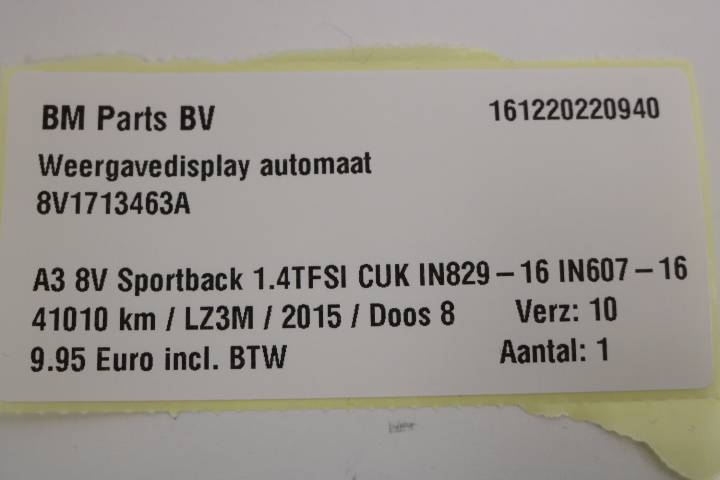 BM Parts BV 161220220940
Weergavedisplay automaat
8V1713463A
A3 8V Sportback 1.4TFSI CUK IN829 – 16 IN607 – 16
41010 km / LZ3M / 2015 / Doos 8 Verz: 10
9.95 Euro incl. BTW Aantal: 1